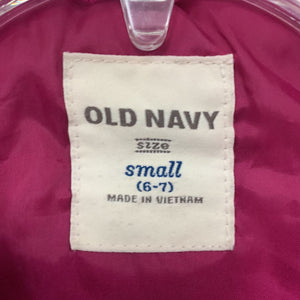 OLD NAVY
size
small
(6-7)
MADE IN VIETNAM